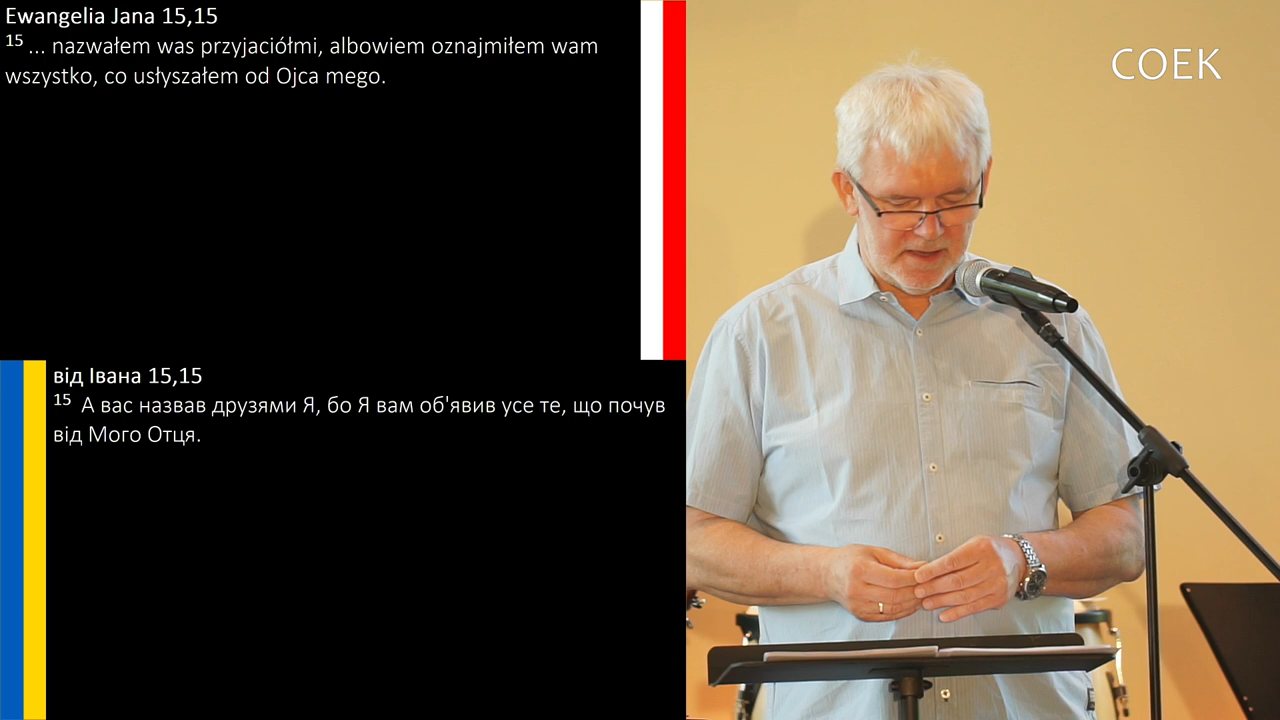 Ewangelia Jana 15,15
15 ... nazwałem was przyjaciółmi, albowiem oznajmiłem wam
wszystko, co usłyszałem od Ojca mego.
COEK
від Івана 15,15
15 А вас назвав друзями Я, бо Я вам об'явив усе те, що почув
від Мого Отця.